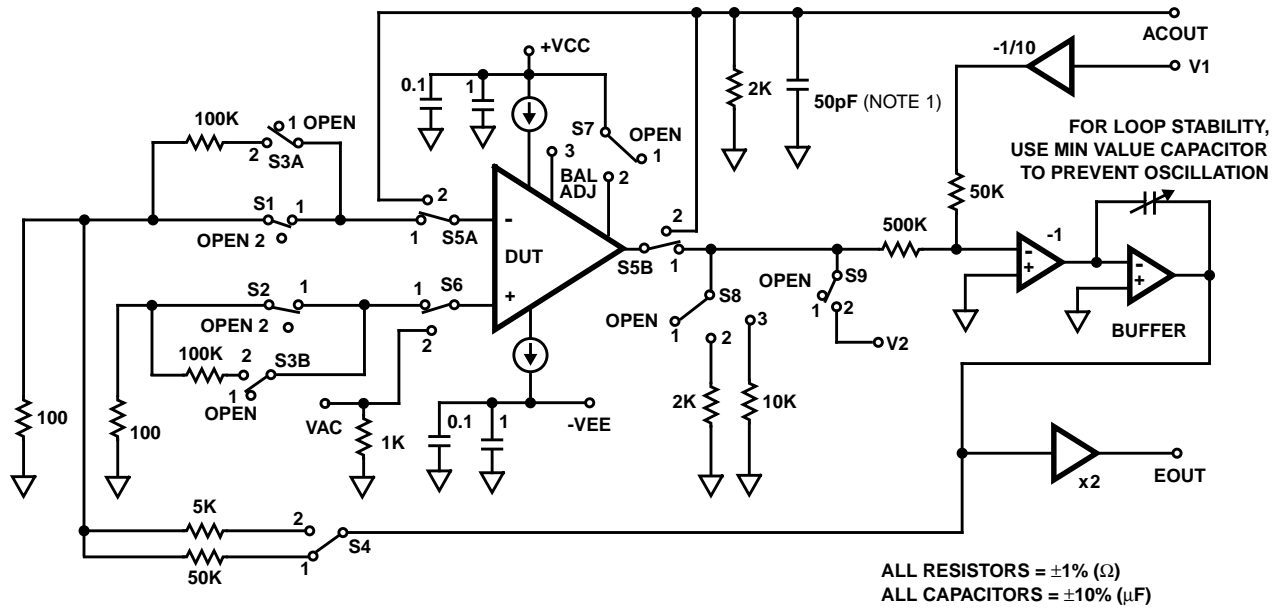 ACOUT
-1/10
V1
+VCC
0.1
1
2K
50pF (NOTE 1)
FOR LOOP STABILITY,
USE MIN VALUE CAPACITOR
TO PREVENT OSCILLATION
100K
1 OPEN
2
S3A
S7
OPEN
1
3
BAL
ADJ
2
50K
S1
1
OPEN 2
2
1
S5A
-
DUT
+
2
S5B
1
500K
-
+
-1
-
+
BUFFER
S2
1
OPEN 2
1
S6
2
100K
2
S3B
1
OPEN
S8
OPEN
1
2
3
OPEN
S9
1
2
V2
100
100
VAC
1K
0.1
1
-VEE
2K
10K
x2
EOUT
5K
2
50K
1
S4
ALL RESISTORS = ±1% (Ω)
ALL CAPACITORS = ±10% (μF)